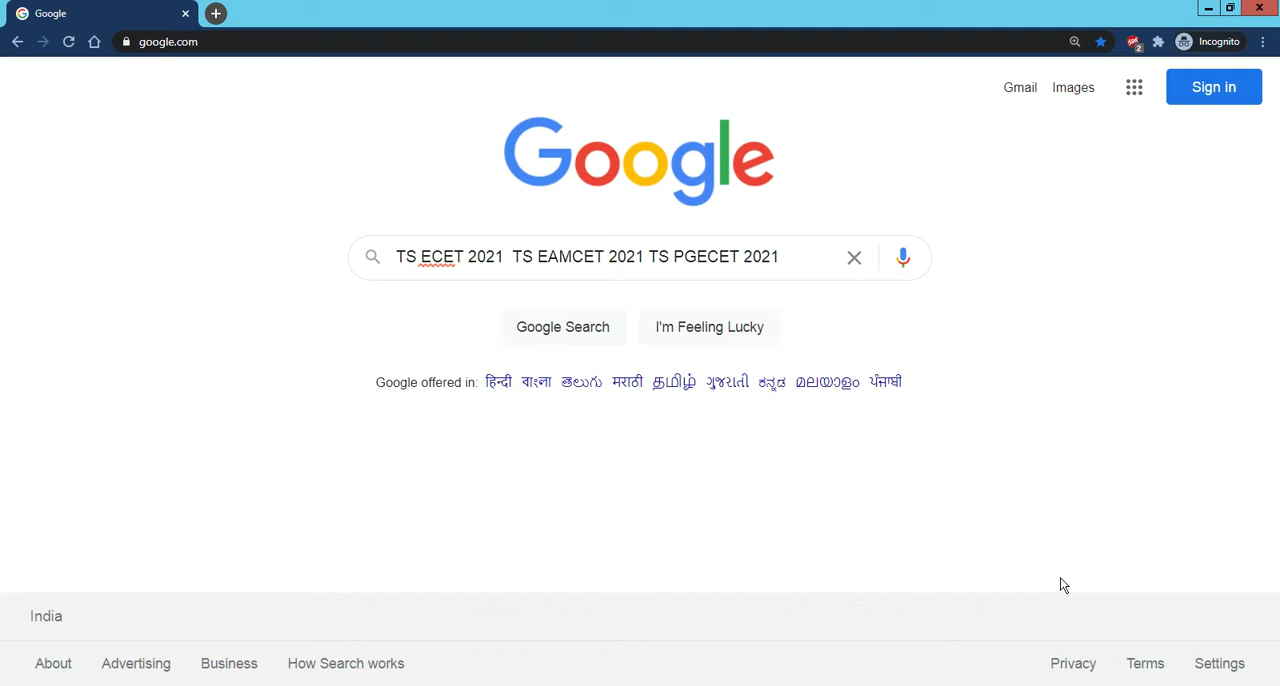 Google
google.com
2
Incognito
Gmail Images
Sign in
Google
TS ECET 2021  TS EAMCET 2021 TS PGECET 2021
Google Search
I'm Feeling Lucky
Google offered in: हिन्दी বাংলা తెలుగు मराठी தமிழ் ગુજરાતી ಕನ್ನಡ മലയാളം ਪੰਜਾਬੀ
India
About Advertising Business How Search works
Privacy Terms Settings